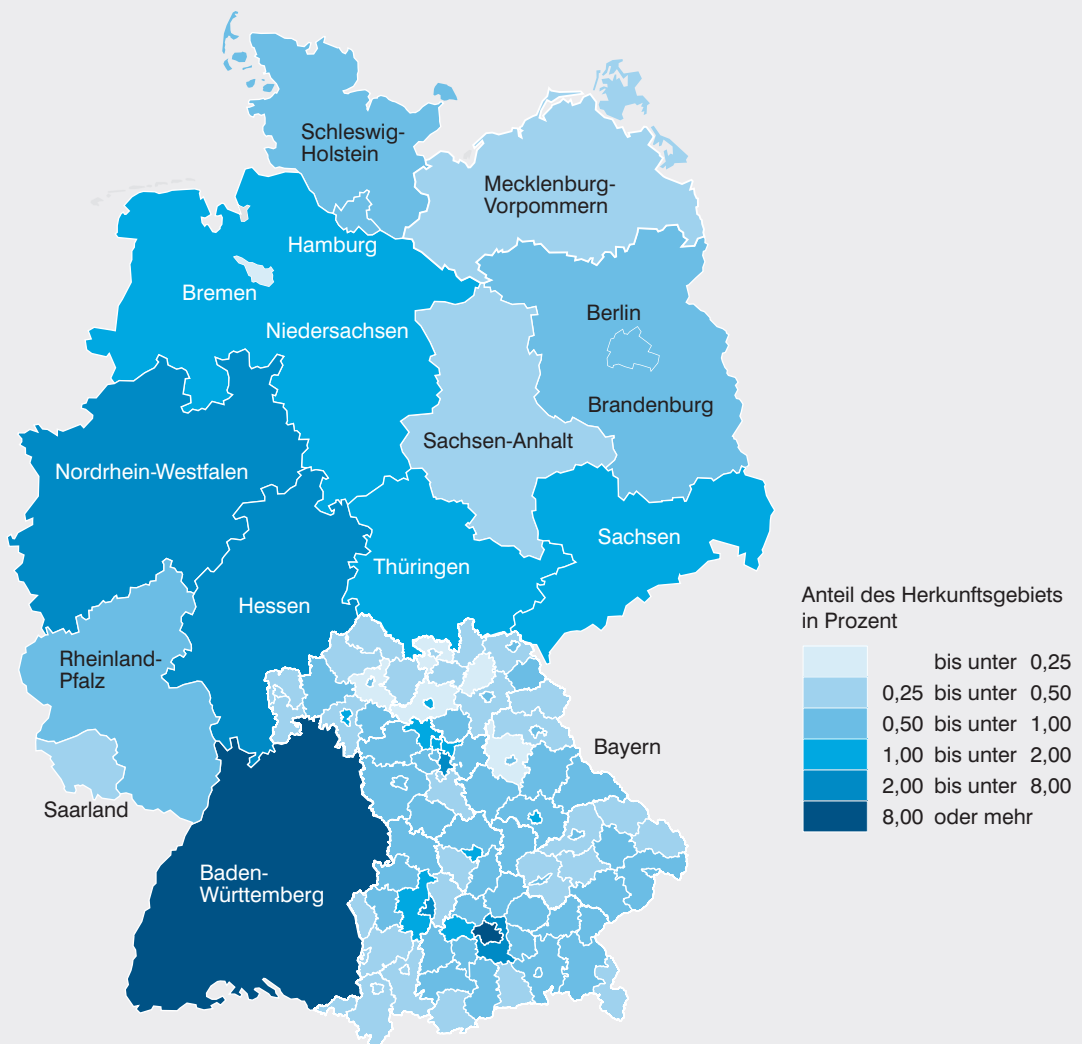 Schleswig-
Holstein
Mecklenburg-
Vorpommern
Hamburg
Bremen
Berlin
Niedersachsen
Brandenburg
Sachsen-Anhalt
Nordrhein-Westfalen
Sachsen
Thüringen
Hessen
Rheinland-
Pfalz
Bayern
Saarland
Baden-
Württemberg
Anteil des Herkunftsgebiets
in Prozent
bis unter 0,25
0,25 bis unter 0,50
0,50 bis unter 1,00
1,00 bis unter 2,00
2,00 bis unter 8,00
8,00 oder mehr